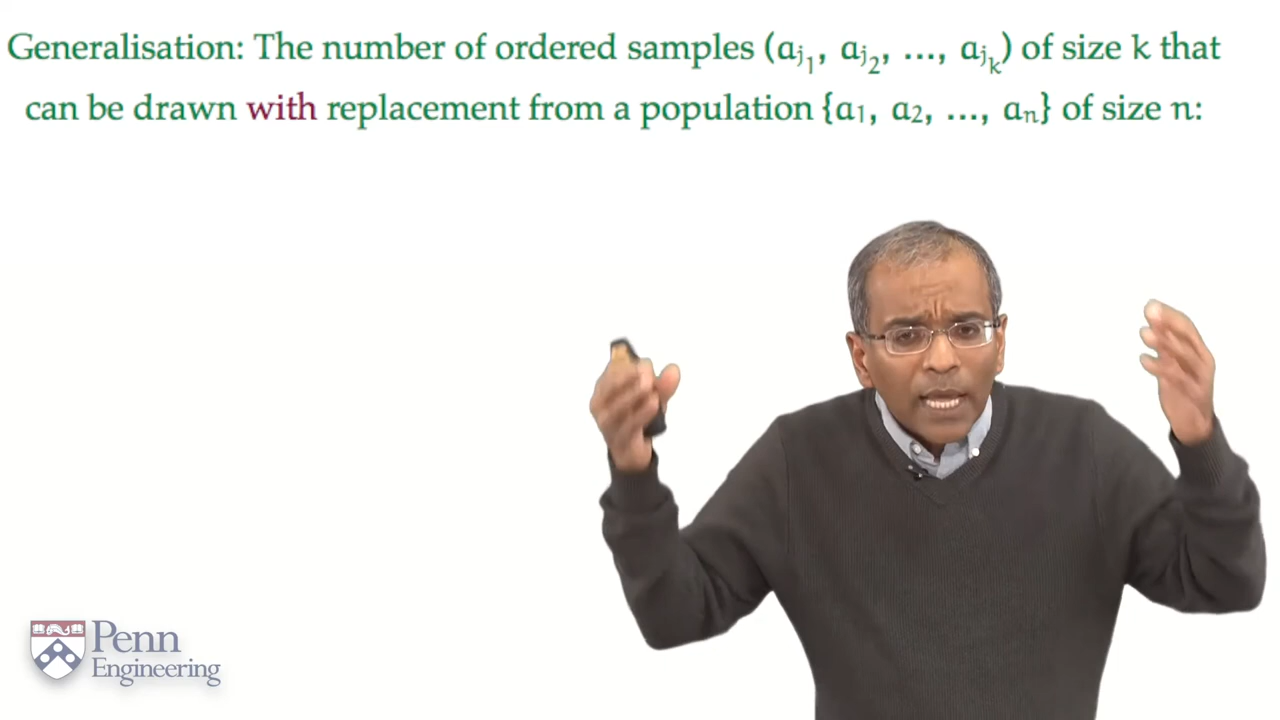 Generalisation: The number of ordered samples (aⱼ₁, aⱼ₂, ..., aⱼₖ) of size k that
can be drawn with replacement from a population {a₁, a₂, ..., aₙ} of size n:
Penn
Engineering